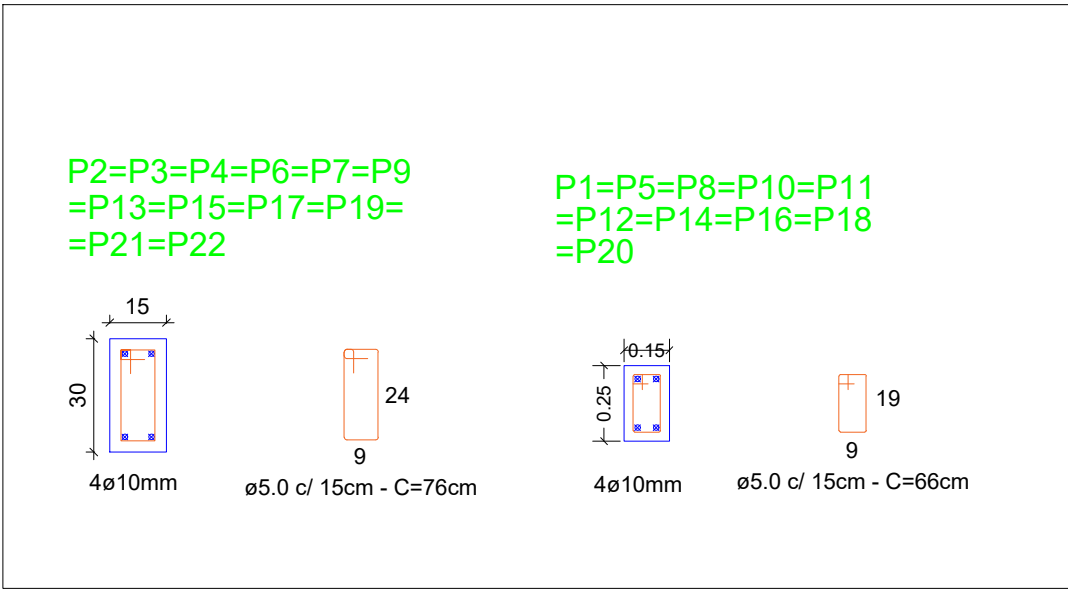 P2=P3=P4=P6=P7=P9
=P13=P15=P17=P19=
=P21=P22
15
30
24
9
4ø10mm
ø5.0 c/ 15cm - C=76cm
P1=P5=P8=P10=P11
=P12=P14=P16=P18
=P20
0.15
0.25
19
9
4ø10mm
ø5.0 c/ 15cm - C=66cm